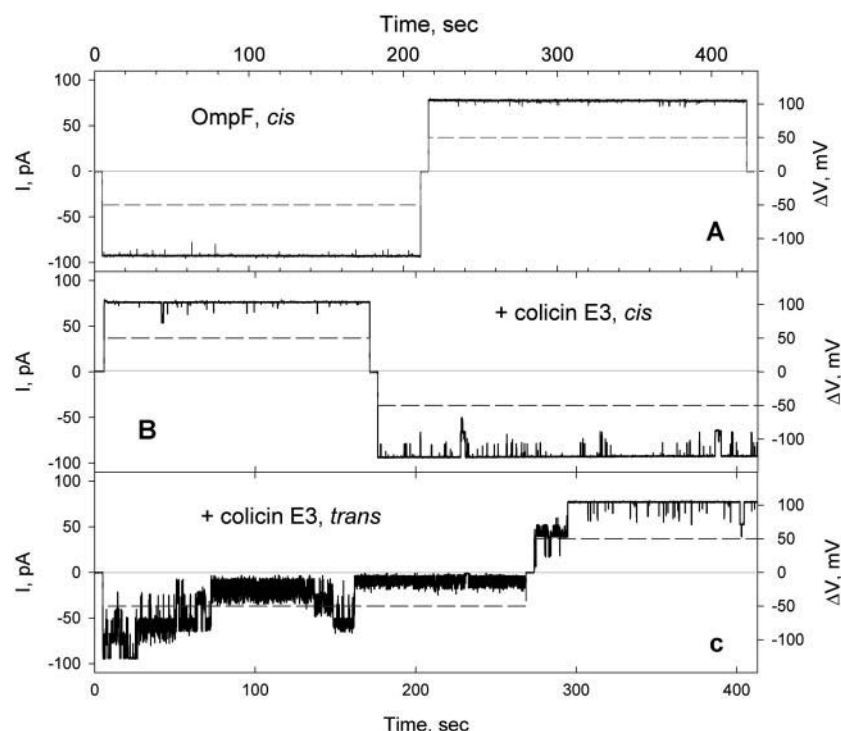 Time, sec
0 100 200 300 400
100
50
0
-50
-100
I, pA
OmpF, cis
A
100
50
0
-50
-100
ΔV, mV
100
50
0
-50
-100
I, pA
+ colicin E3, cis
B
100
50
0
-50
-100
ΔV, mV
100
50
0
-50
-100
I, pA
+ colicin E3, trans
c
100
50
0
-50
-100
ΔV, mV
0 100 200 300 400
Time, sec